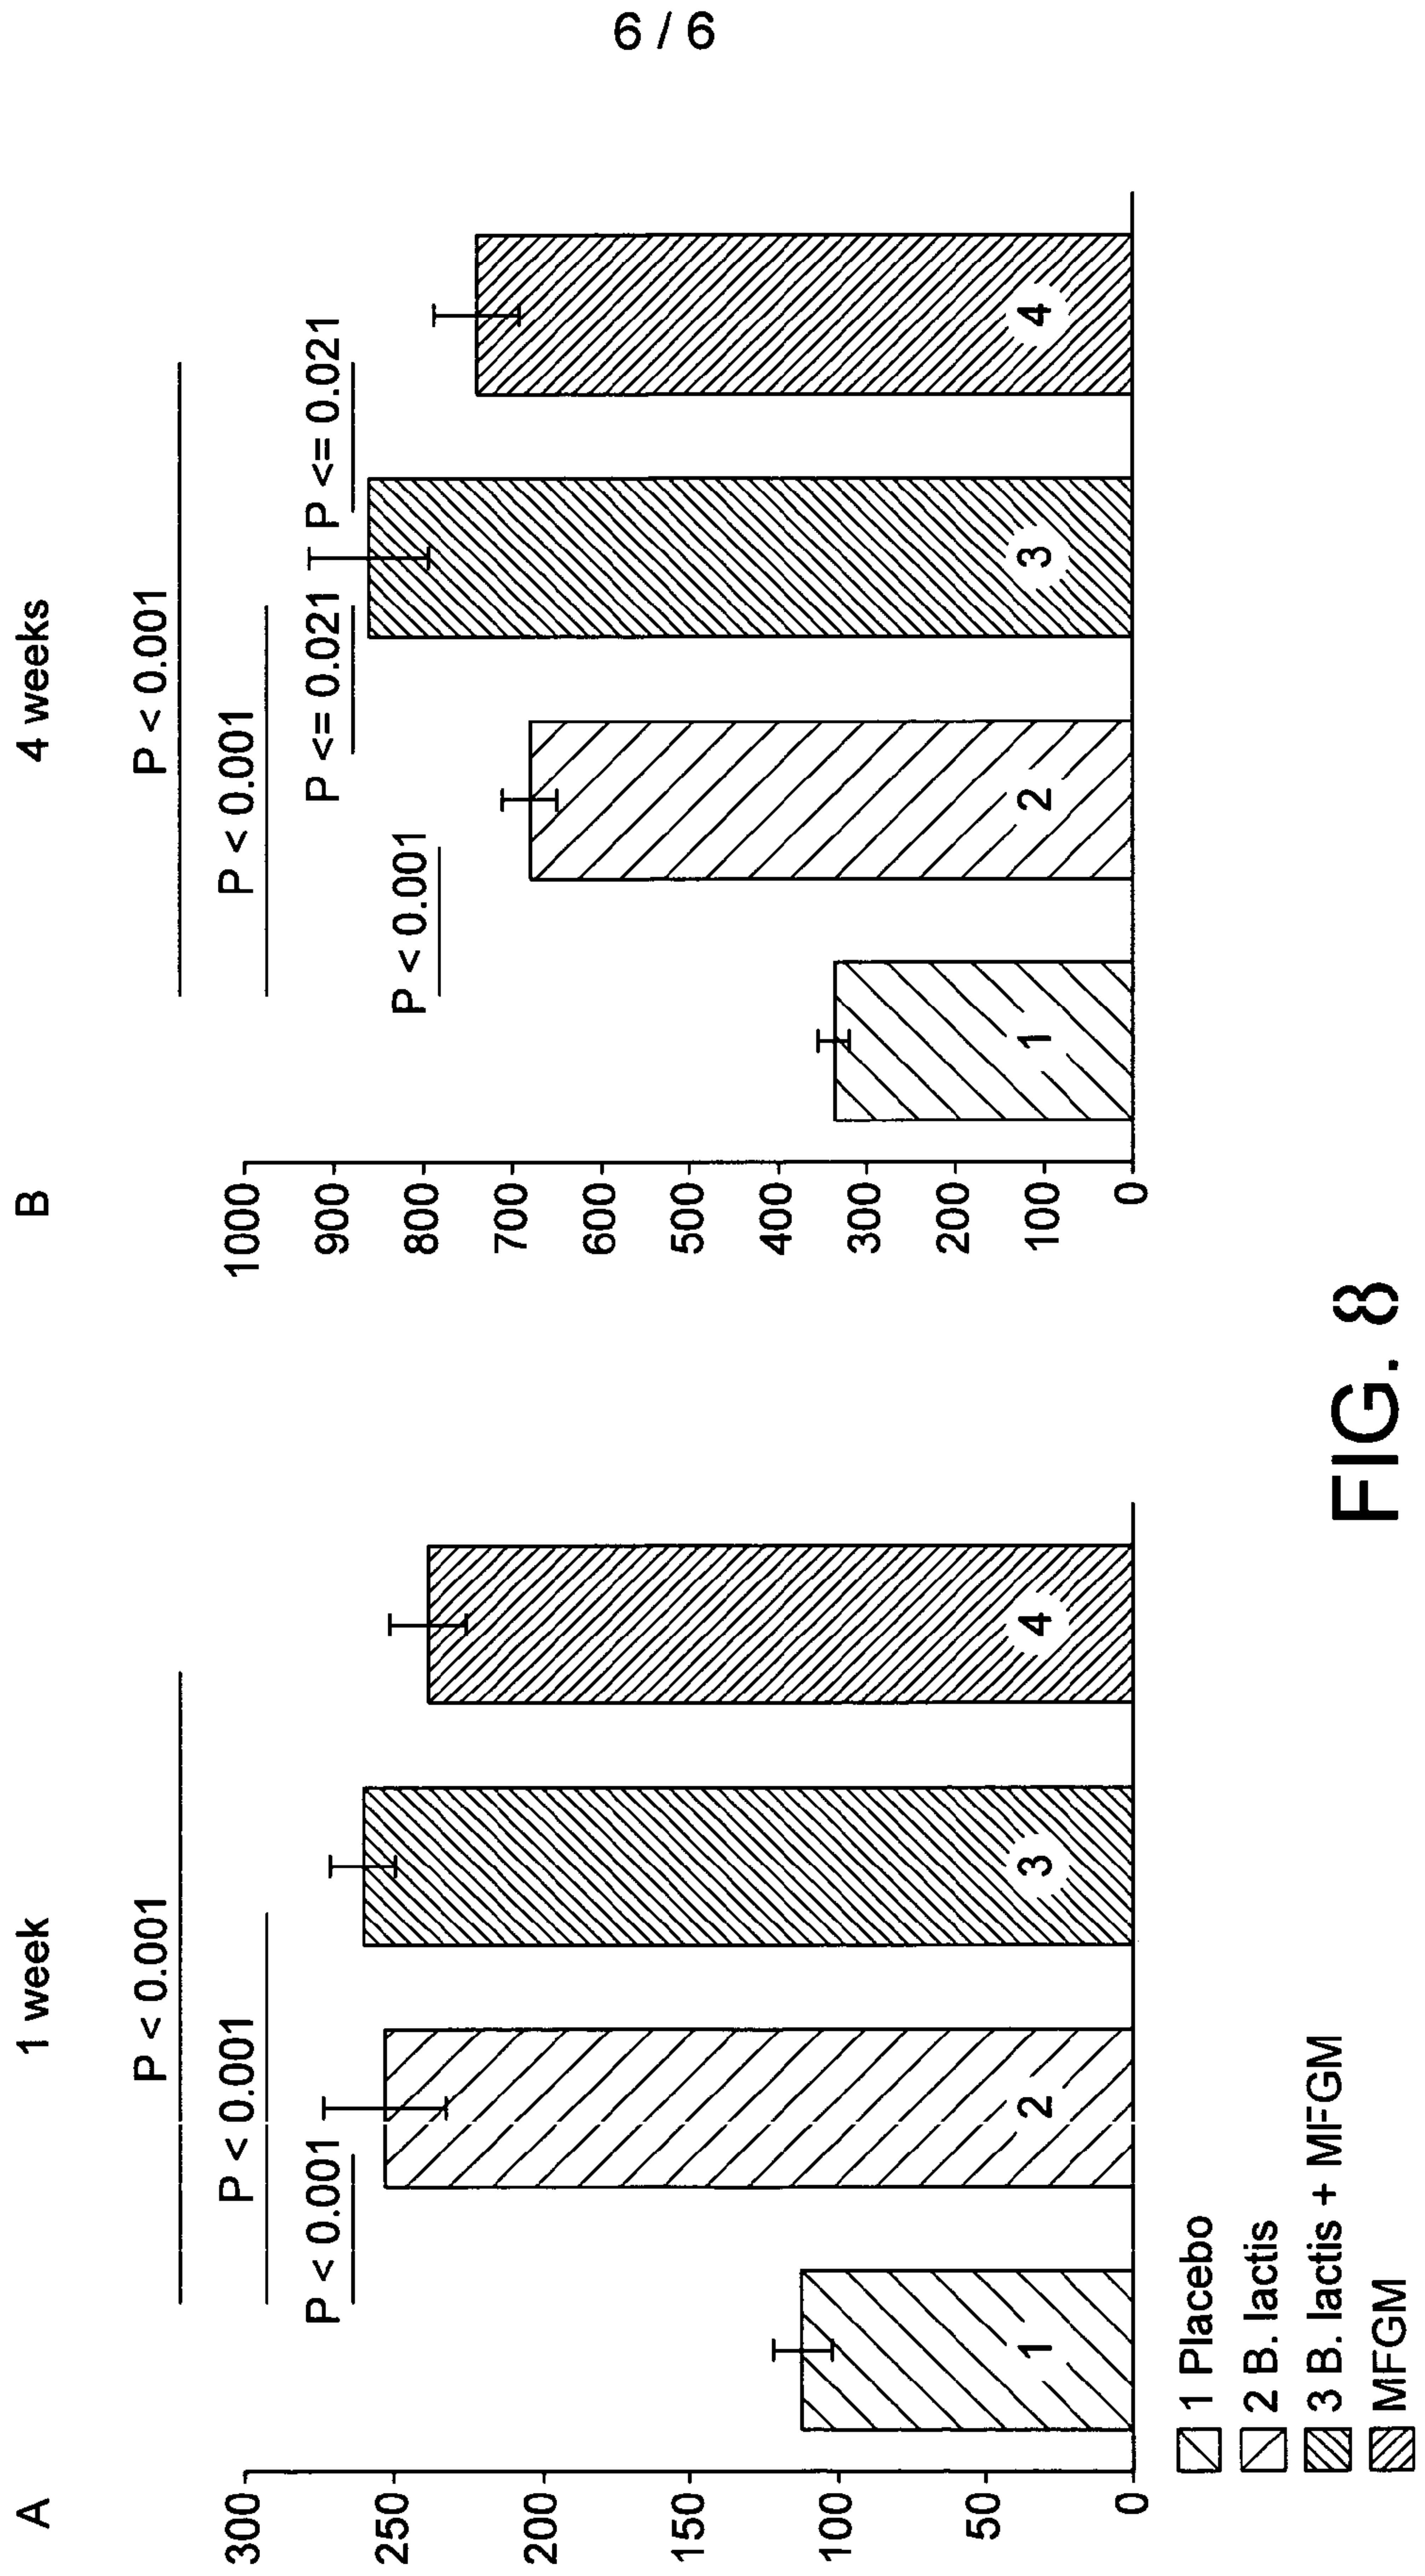 6 / 6
A
1 week
P < 0.001
P < 0.001
P < 0.001
300
250
200
150
100
50
0
1
2
3
4
B
4 weeks
P < 0.001
P < 0.001
P <= 0.021
P <= 0.021
P < 0.001
1000
900
800
700
600
500
400
300
200
100
0
1
2
3
4
1 Placebo
2 B. lactis
3 B. lactis + MFGM
MFGM
FIG. 8